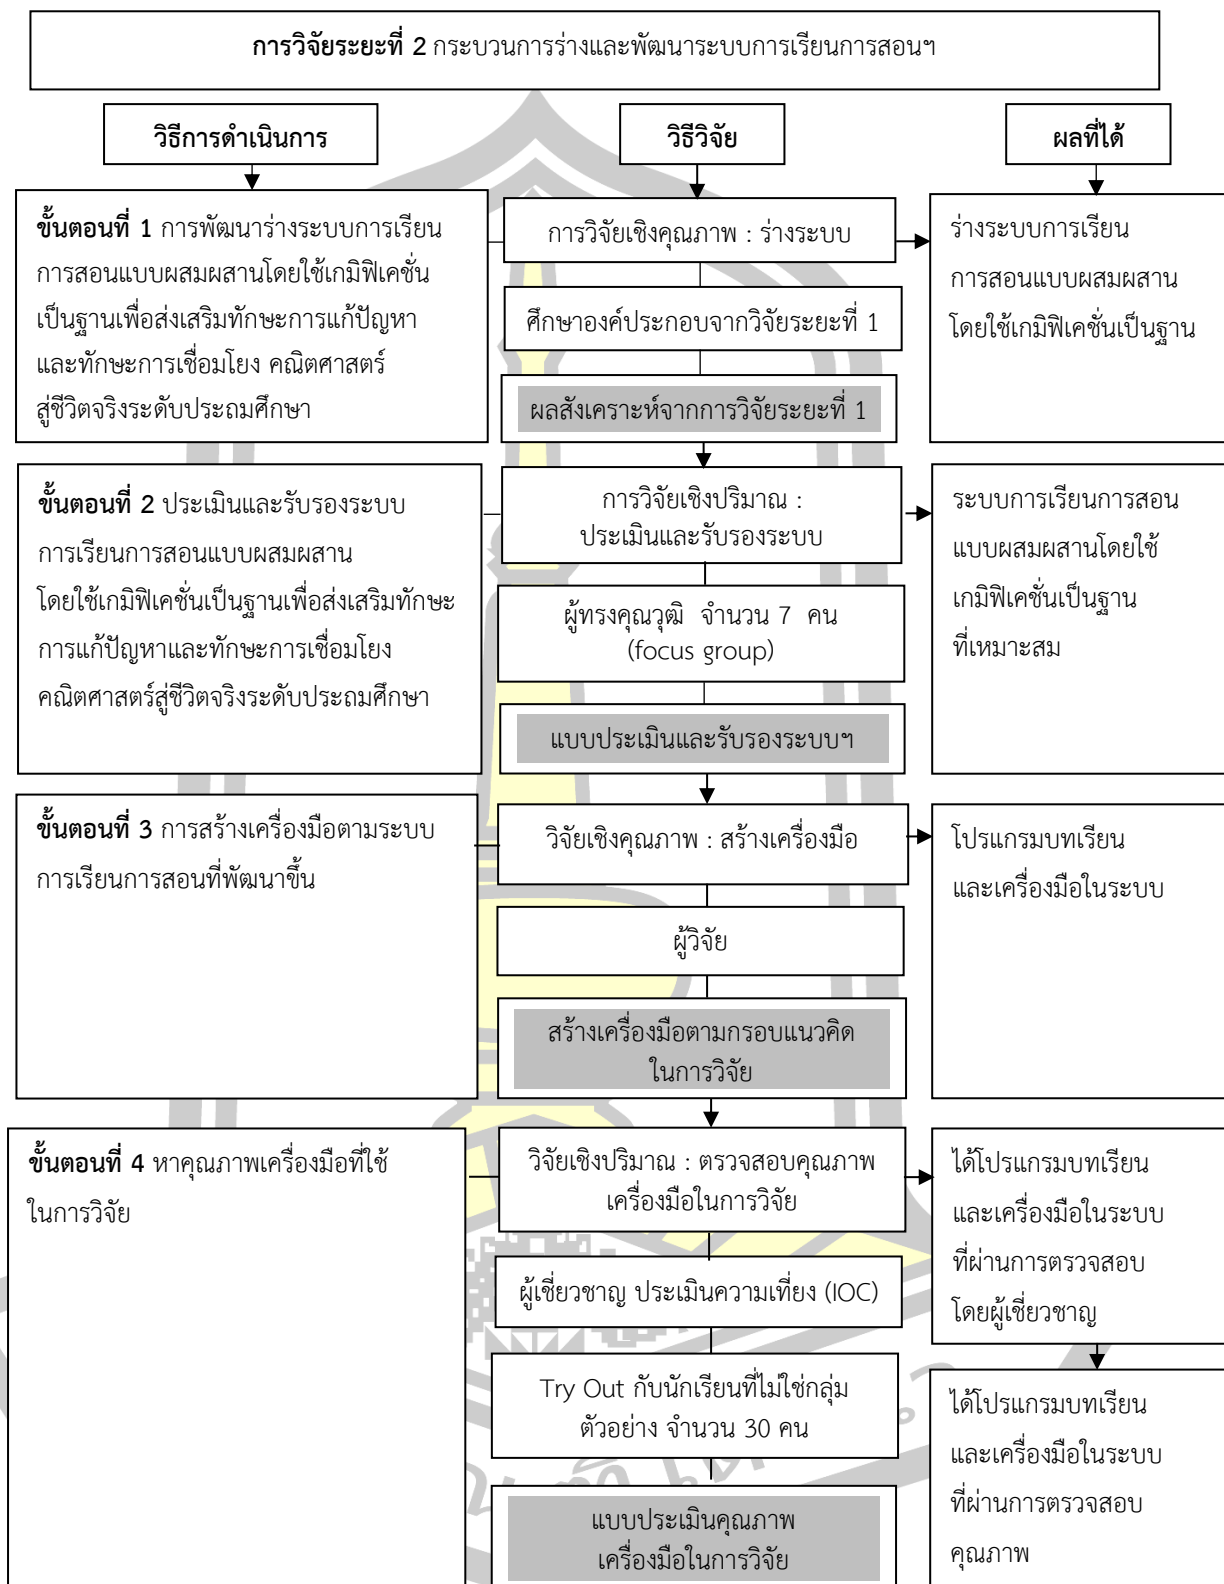 การวิจัยระยะที่ 2 กระบวนการร่างและพัฒนาระบบการเรียนการสอนฯ
วิธีการดำเนินการ
วิธีวิจัย
ผลที่ได้
ขั้นตอนที่ 1 การพัฒนาร่างระบบการเรียน
การสอนแบบผสมผสานโดยใช้เกมิฟิเคชั่น
เป็นฐานเพื่อส่งเสริมทักษะการแก้ปัญหา
และทักษะการเชื่อมโยง คณิตศาสตร์
สู่ชีวิตจริงระดับประถมศึกษา
การวิจัยเชิงคุณภาพ : ร่างระบบ
ศึกษาองค์ประกอบจากวิจัยระยะที่ 1
ผลสังเคราะห์จากการวิจัยระยะที่ 1
ร่างระบบการเรียน
การสอนแบบผสมผสาน
โดยใช้เกมิฟิเคชั่นเป็นฐาน
ขั้นตอนที่ 2 ประเมินและรับรองระบบ
การเรียนการสอนแบบผสมผสาน
โดยใช้เกมิฟิเคชั่นเป็นฐานเพื่อส่งเสริมทักษะ
การแก้ปัญหาและทักษะการเชื่อมโยง
คณิตศาสตร์สู่ชีวิตจริงระดับประถมศึกษา
การวิจัยเชิงปริมาณ :
ประเมินและรับรองระบบ
ผู้ทรงคุณวุฒิ จำนวน 7 คน
(focus group)
แบบประเมินและรับรองระบบฯ
ระบบการเรียนการสอน
แบบผสมผสานโดยใช้
เกมิฟิเคชั่นเป็นฐาน
ที่เหมาะสม
ขั้นตอนที่ 3 การสร้างเครื่องมือตามระบบ
การเรียนการสอนที่พัฒนาขึ้น
วิจัยเชิงคุณภาพ : สร้างเครื่องมือ
ผู้วิจัย
สร้างเครื่องมือตามกรอบแนวคิด
ในการวิจัย
โปรแกรมบทเรียน
และเครื่องมือในระบบ
ขั้นตอนที่ 4 หาคุณภาพเครื่องมือที่ใช้
ในการวิจัย
วิจัยเชิงปริมาณ : ตรวจสอบคุณภาพ
เครื่องมือในการวิจัย
ผู้เชี่ยวชาญ ประเมินความเที่ยง (IOC)
Try Out กับนักเรียนที่ไม่ใช่กลุ่ม
ตัวอย่าง จำนวน 30 คน
แบบประเมินคุณภาพ
เครื่องมือในการวิจัย
ได้โปรแกรมบทเรียน
และเครื่องมือในระบบ
ที่ผ่านการตรวจสอบ
โดยผู้เชี่ยวชาญ
ได้โปรแกรมบทเรียน
และเครื่องมือในระบบ
ที่ผ่านการตรวจสอบ
คุณภาพ